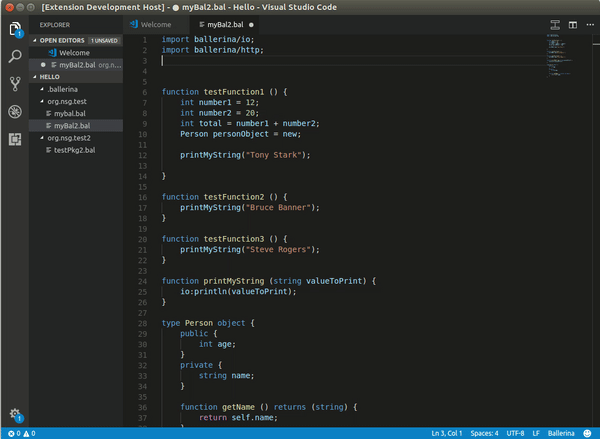 [Extension Development Host] - ● myBal2.bal - Hello - Visual Studio Code
EXPLORER
OPEN EDITORS 1 UNSAVED
Welcome
myBal2.bal org.n...
HELLO
.ballerina
org.nsg.test
mybal.bal
myBal2.bal
org.nsg.test2
testPkg2.bal
Welcome
myBal2.bal
1 import ballerina/io;
2 import ballerina/http;
3
4
5
6 function testFunction1 () {
7 int number1 = 12;
8 int number2 = 20;
9 int total = number1 + number2;
10 Person personObject = new;
11
12 printMyString("Tony Stark");
13
14 }
15
16 function testFunction2 () {
17 printMyString("Bruce Banner");
18 }
19
20 function testFunction3 () {
21 printMyString("Steve Rogers");
22 }
23
24 function printMyString (string valueToPrint) {
25 io:println(valueToPrint);
26 }
27
28 type Person object {
29 public {
30 int age;
31 }
32 private {
33 string name;
34 }
35
36 function getName () returns (string) {
37 return self.name;
1
1
0 0
Ln 3, Col 1 Spaces: 4 UTF-8 LF Ballerina